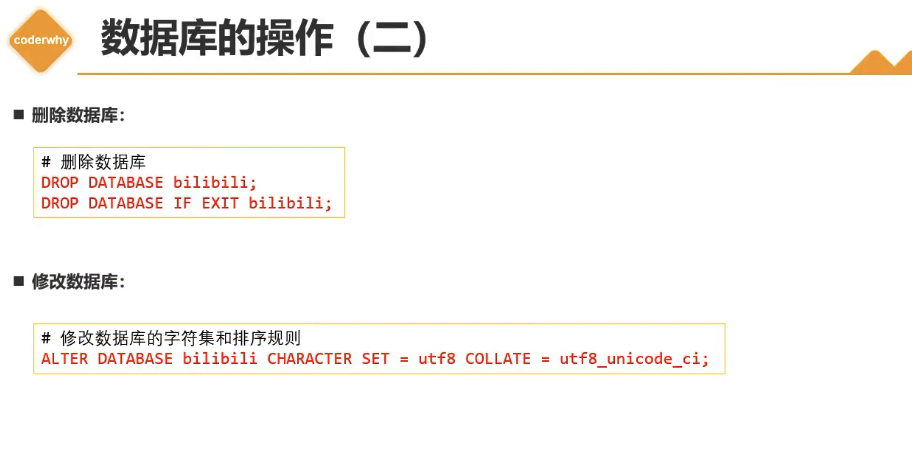 coderwhy
数据库的操作（二）
删除数据库：
# 删除数据库
DROP DATABASE bilibili;
DROP DATABASE IF EXIT bilibili;
修改数据库：
# 修改数据库的字符集和排序规则
ALTER DATABASE bilibili CHARACTER SET = utf8 COLLATE = utf8_unicode_ci;